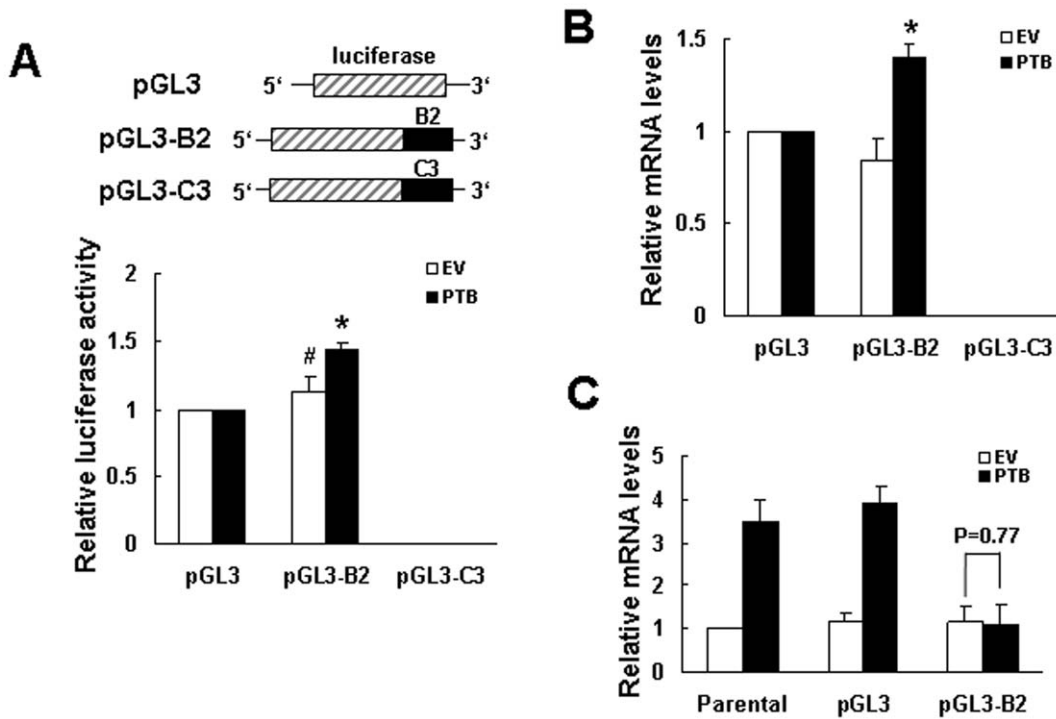 A
luciferase
pGL3 5‘ 3‘
B2
pGL3-B2 5‘ 3‘
C3
pGL3-C3 5‘ 3‘
Relative luciferase activity
2
1.5
1
0.5
0
EV
PTB
#
*
pGL3 pGL3-B2 pGL3-C3
B
Relative mRNA levels
1.5
1
0.5
0
*
EV
PTB
pGL3 pGL3-B2 pGL3-C3
C
Relative mRNA levels
5
4
3
2
1
0
EV
PTB
P=0.77
Parental pGL3 pGL3-B2